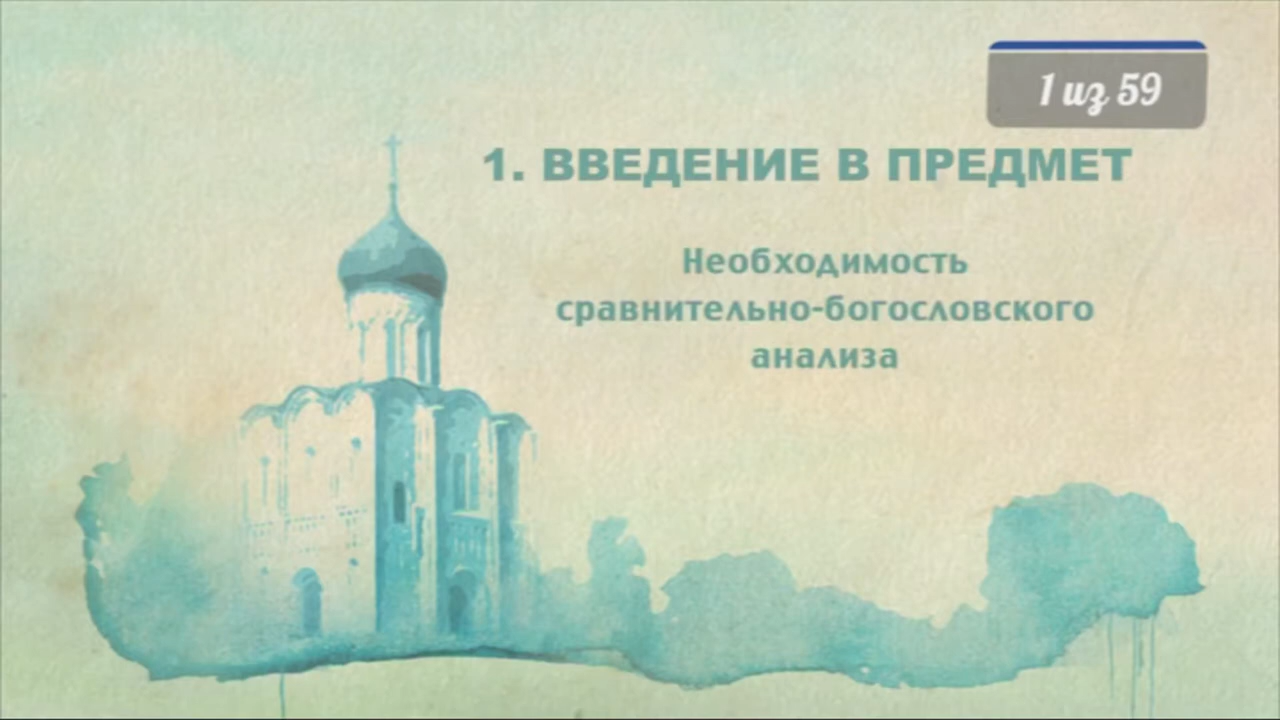 1 из 59
1. ВВЕДЕНИЕ В ПРЕДМЕТ
Необходимость
сравнительно-богословского
анализа